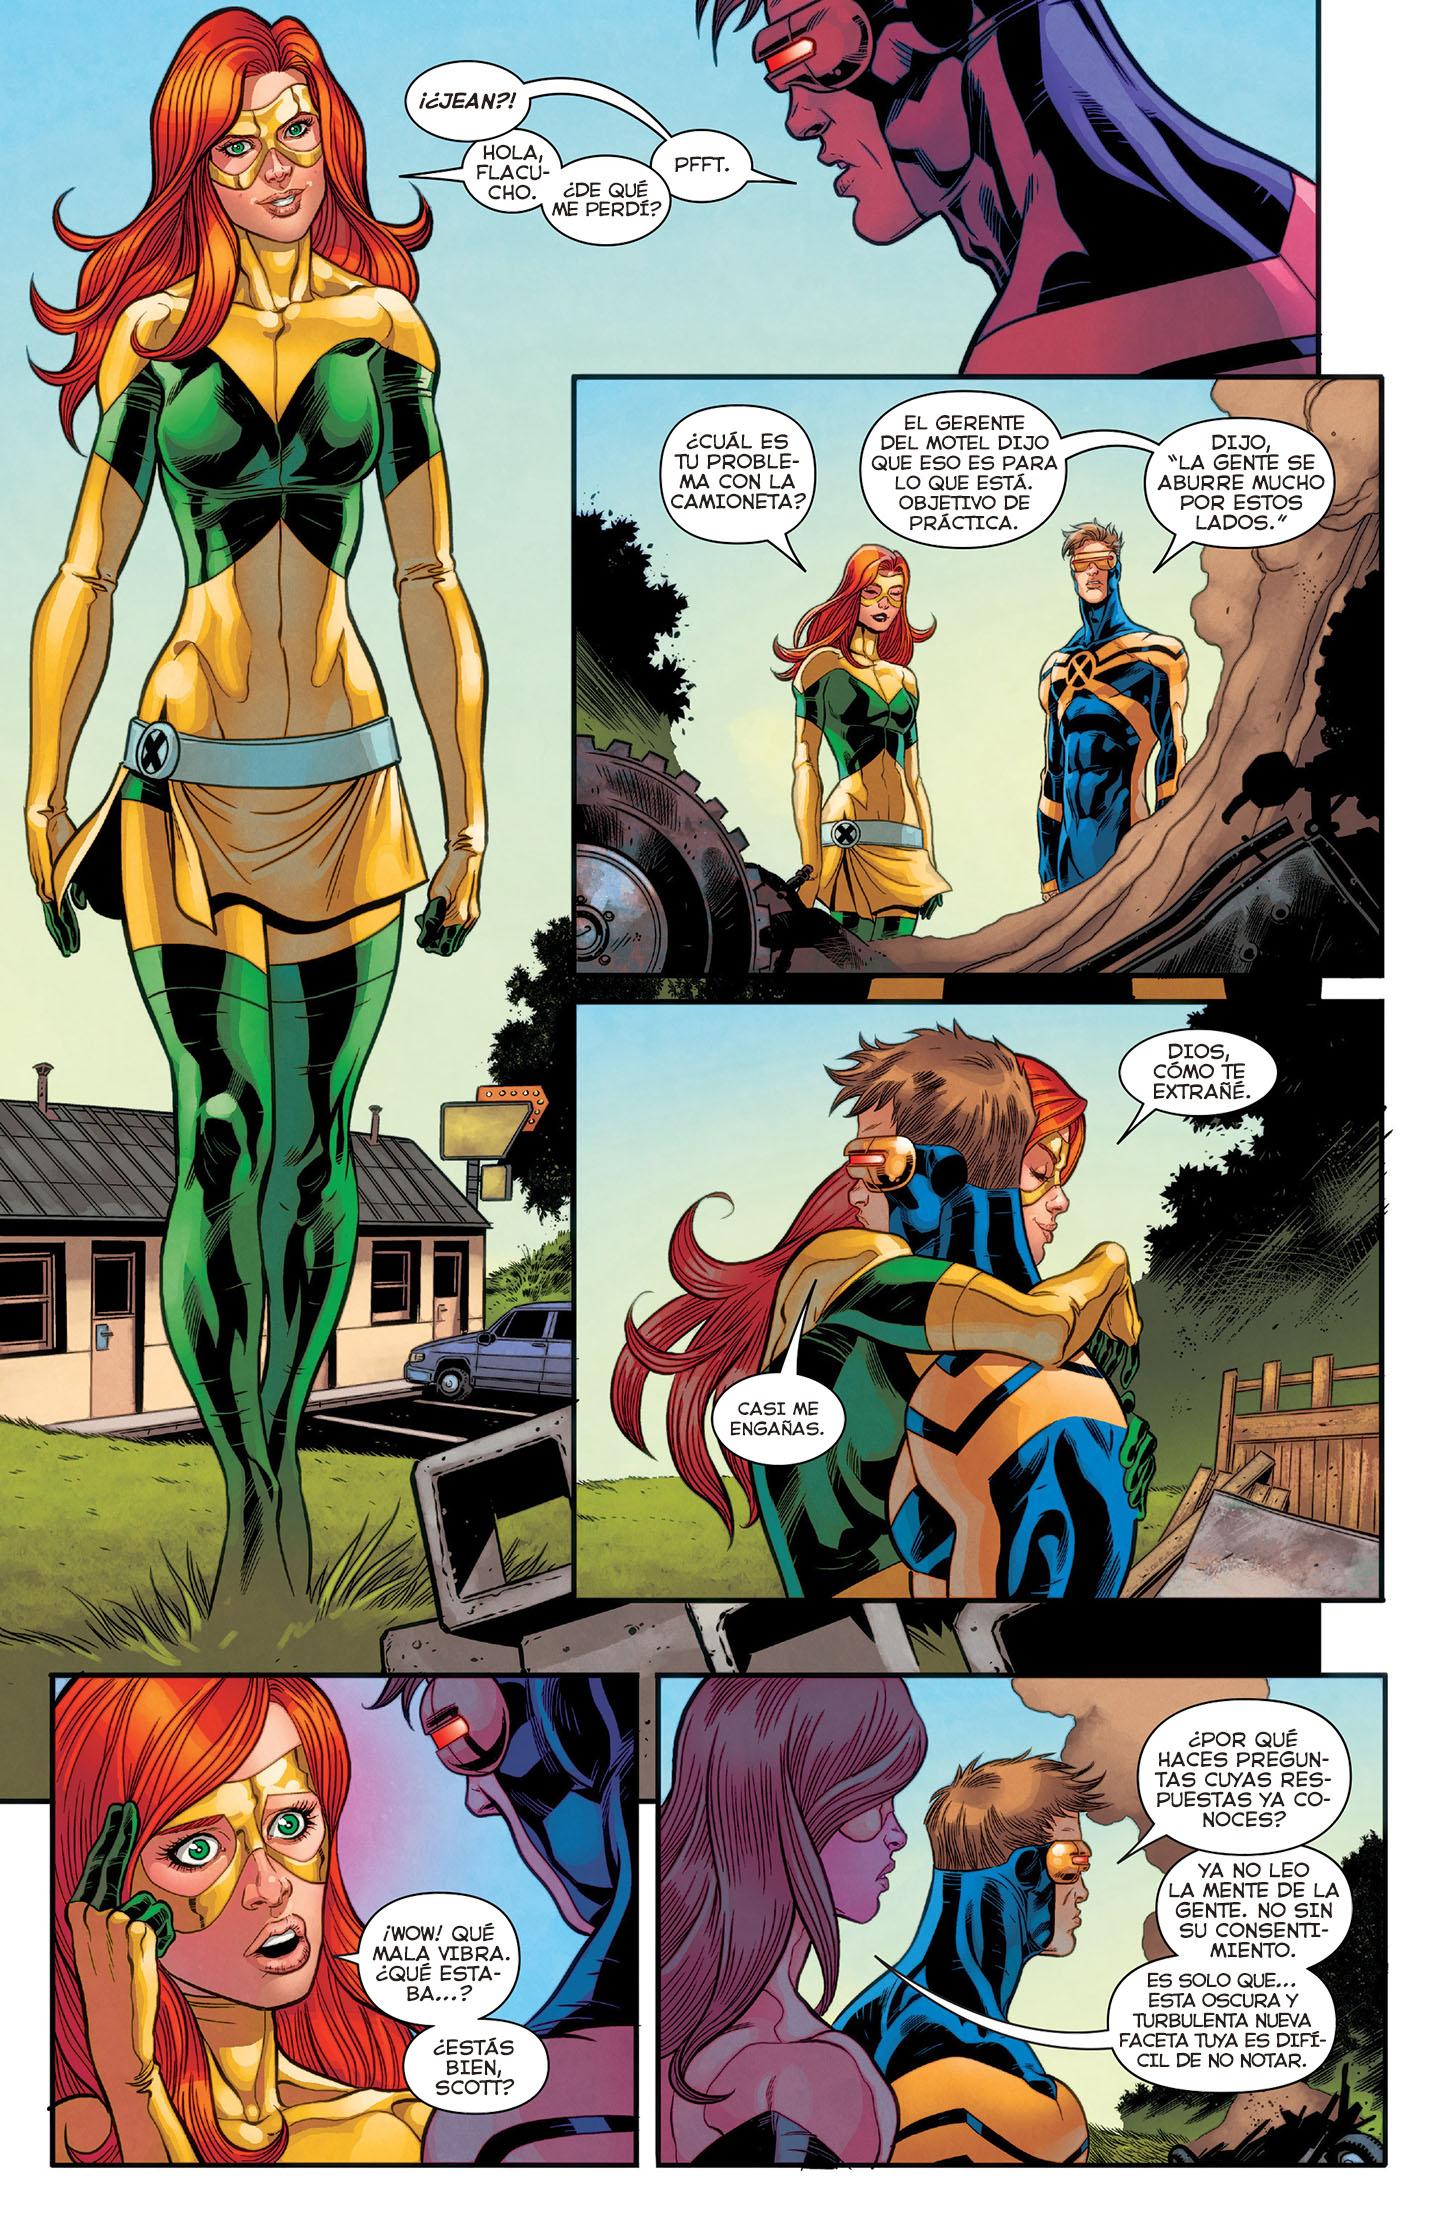 ¡¿JEAN?!
HOLA,
FLACU-
CHO.
¿DE QUÉ
ME PERDÍ?
PFFT.
¿CUÁL ES
TU PROBLE-
MA CON LA
CAMIONETA?
EL GERENTE
DEL MOTEL DIJO
QUE ESO ES PARA
LO QUE ESTÁ.
OBJETIVO DE
PRÁCTICA.
DIJO,
"LA GENTE SE
ABURRE MUCHO
POR ESTOS
LADOS."
DIOS,
CÓMO TE
EXTRAÑÉ.
CASI ME
ENGAÑAS.
¡WOW! QUÉ
MALA VIBRA.
¿QUÉ ESTA-
BA...?
¿ESTÁS
BIEN,
SCOTT?
¿POR QUÉ
HACES PREGUN-
TAS CUYAS RES-
PUESTAS YA CO-
NOCES?
YA NO LEO
LA MENTE DE LA
GENTE. NO SIN
SU CONSENTI-
MIENTO.
ES SOLO QUE...
ESTA OSCURA Y
TURBULENTA NUEVA
FACETA TUYA ES DIFÍ-
CIL DE NO NOTAR.